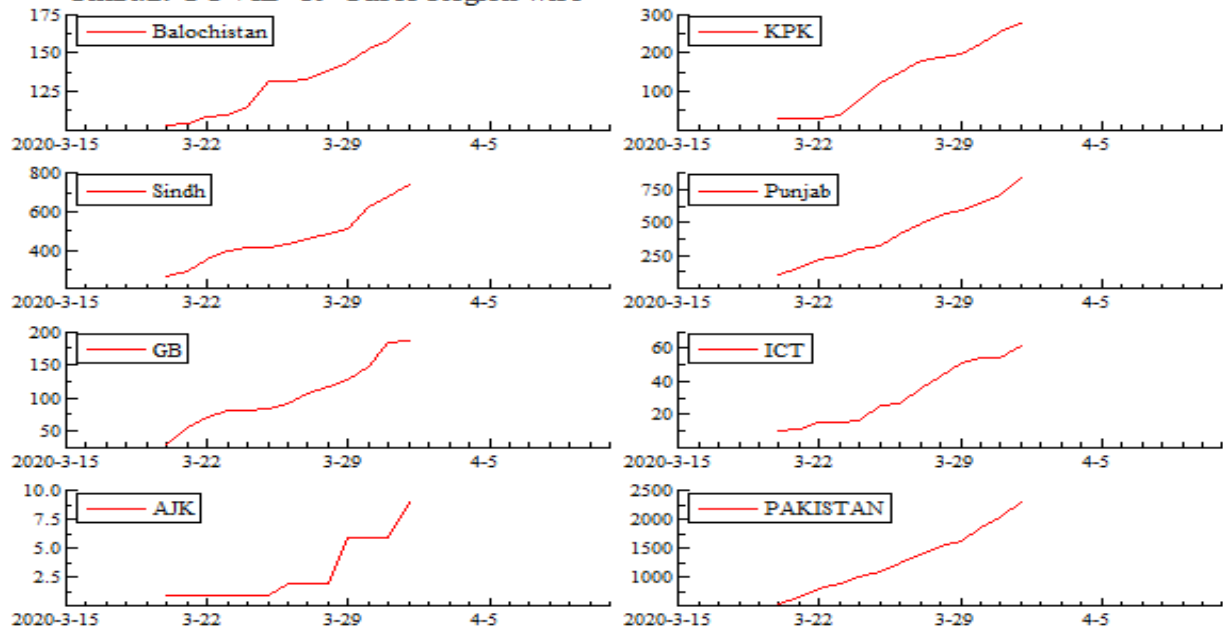 175 Balochistan
150
125
2020-3-15 3-22 3-29 4-5
300 KPK
200
100
2020-3-15 3-22 3-29 4-5
800 Sindh
600
400
2020-3-15 3-22 3-29 4-5
750 Punjab
500
250
2020-3-15 3-22 3-29 4-5
200 GB
150
100
50
2020-3-15 3-22 3-29 4-5
60 ICT
40
20
2020-3-15 3-22 3-29 4-5
10.0 AJK
7.5
5.0
2.5
2020-3-15 3-22 3-29 4-5
2500 PAKISTAN
2000
1500
1000
2020-3-15 3-22 3-29 4-5